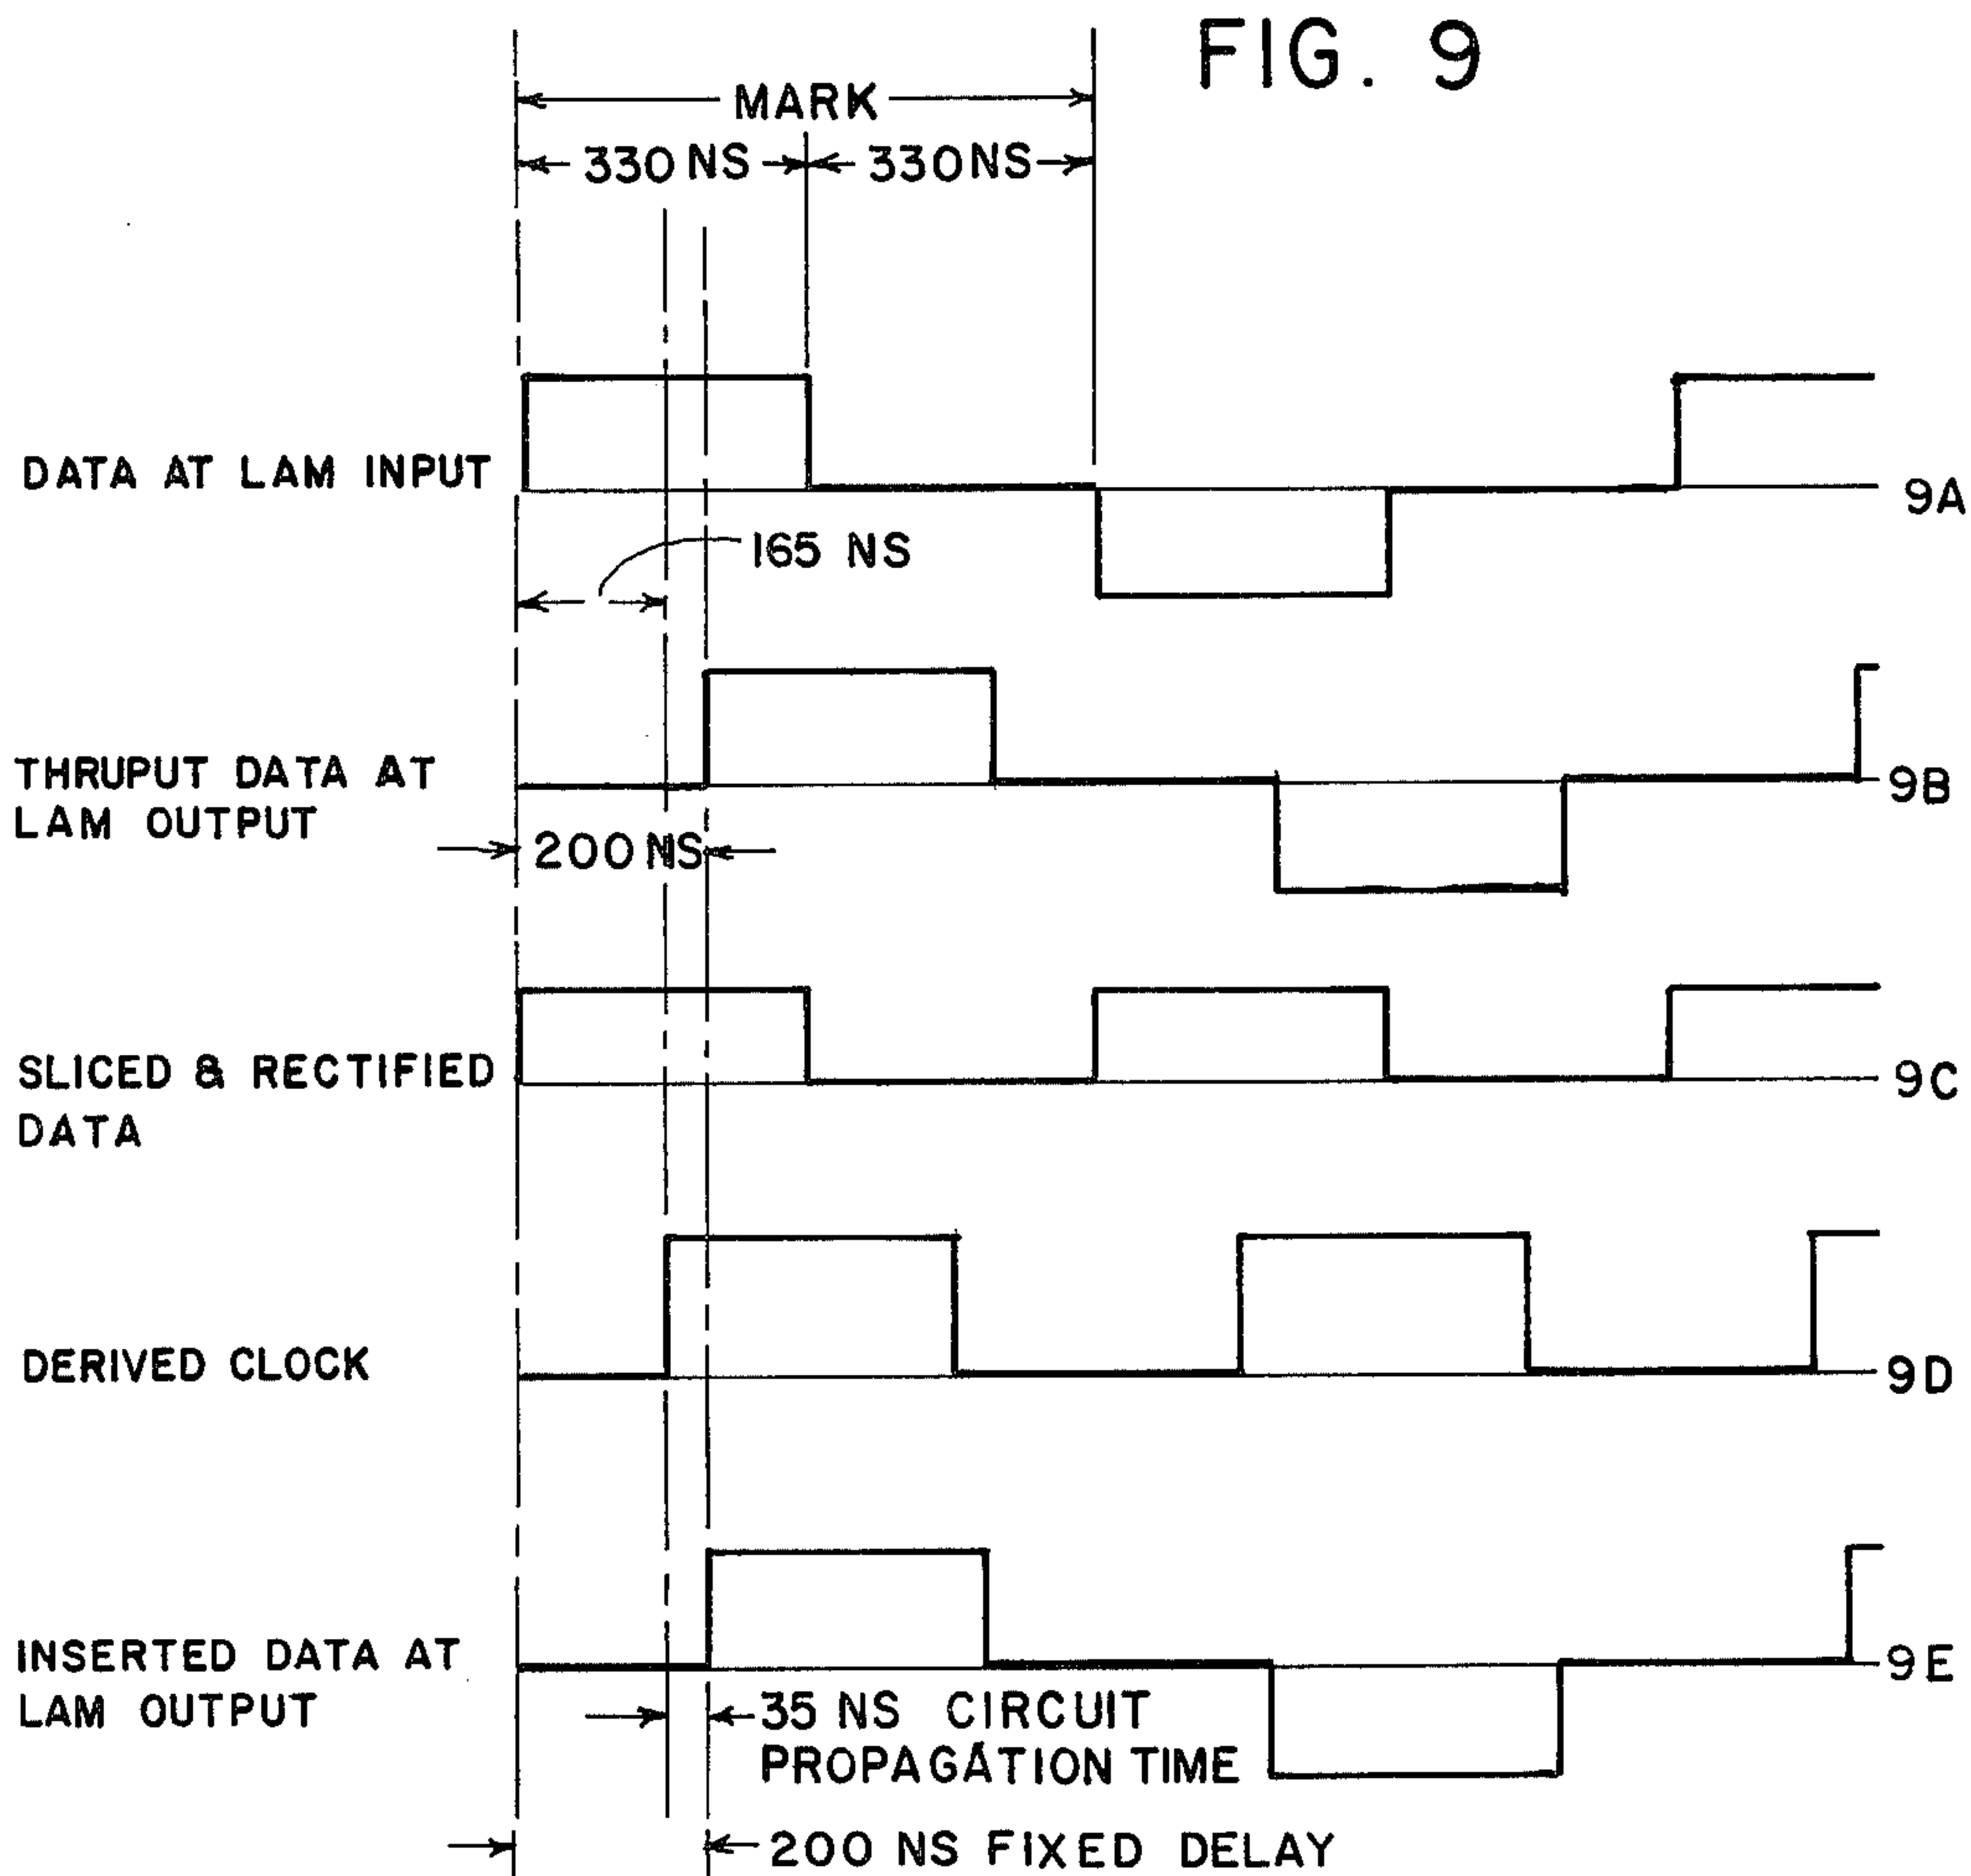 FIG. 9
MARK
330 NS 330 NS
DATA AT LAM INPUT
9A
165 NS
THRUPUT DATA AT
LAM OUTPUT
9B
200 NS
SLICED & RECTIFIED
DATA
9C
DERIVED CLOCK
9D
INSERTED DATA AT
LAM OUTPUT
9E
35 NS CIRCUIT
PROPAGATION TIME
200 NS FIXED DELAY